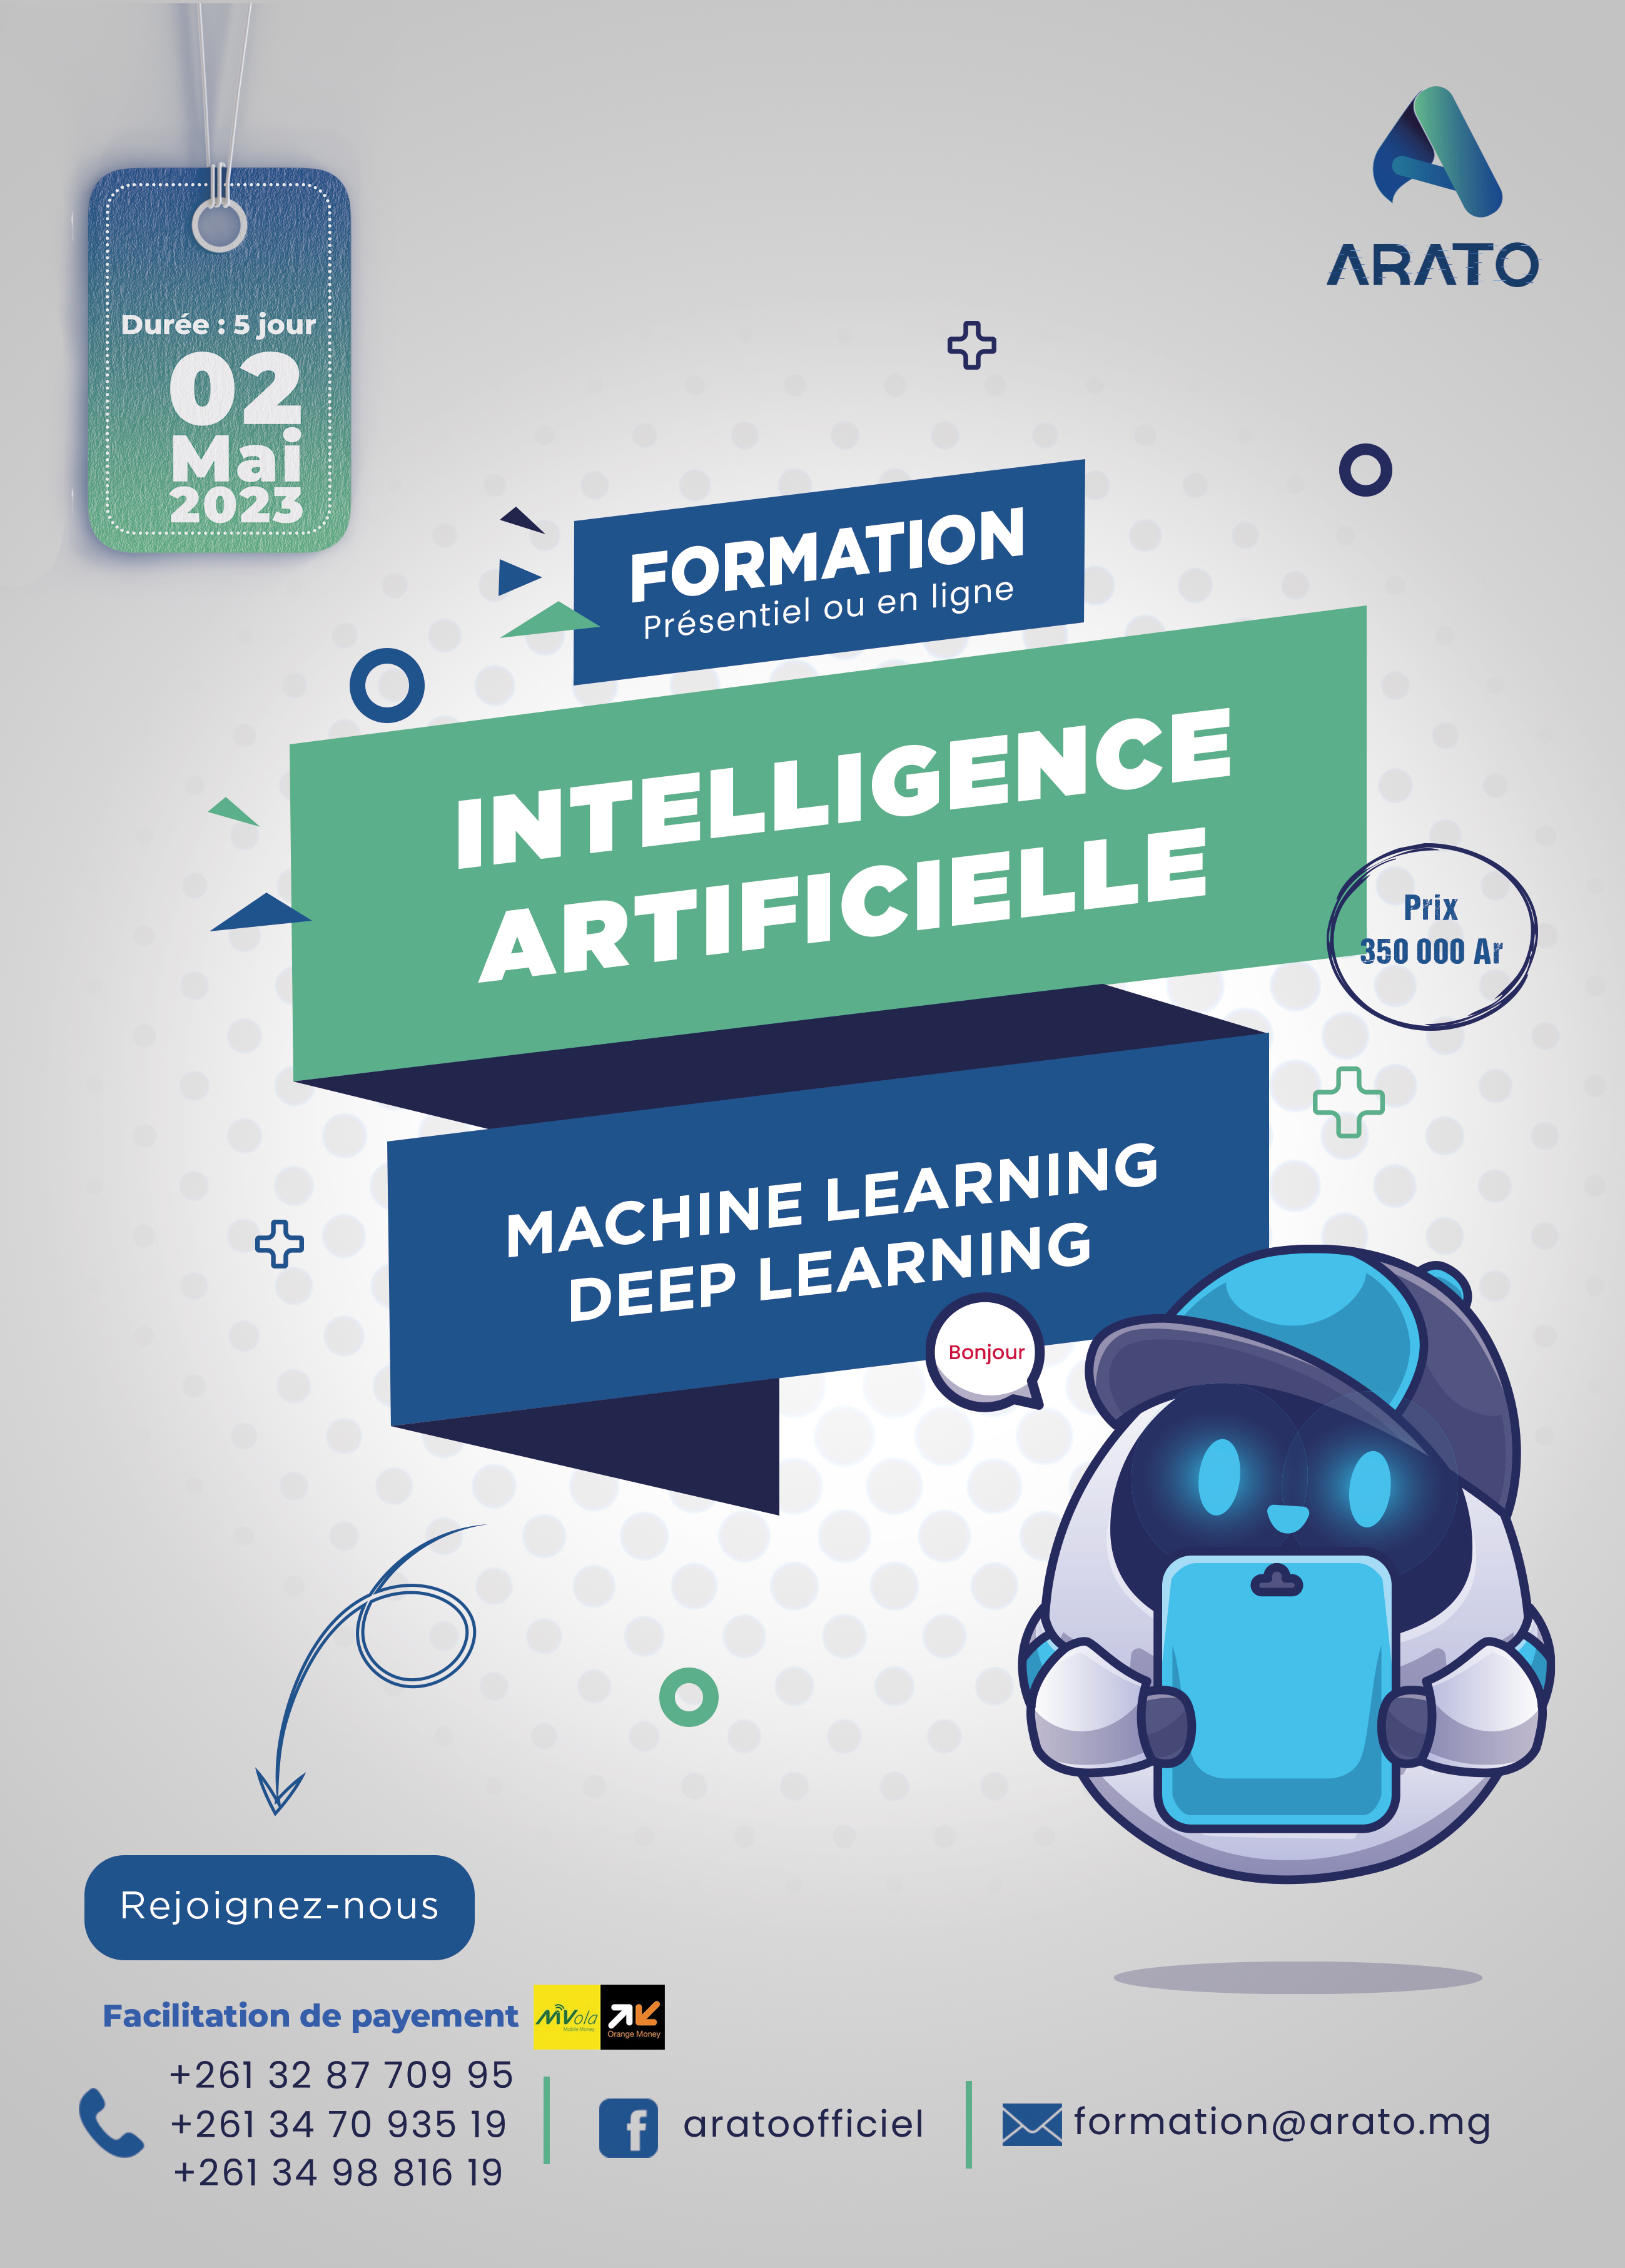 ARATO
Durée : 5 jour
02
Mai
2023
FORMATION
Présentiel ou en ligne
INTELLIGENCE
ARTIFICIELLE
Prix
350 000 Ar
MACHINE LEARNING
DEEP LEARNING
Bonjour
Rejoignez-nous
Facilitation de payement
MVola
Mobile Money
Orange Money
+261 32 87 709 95
+261 34 70 935 19
+261 34 98 816 19
aratoofficiel
formation@arato.mg